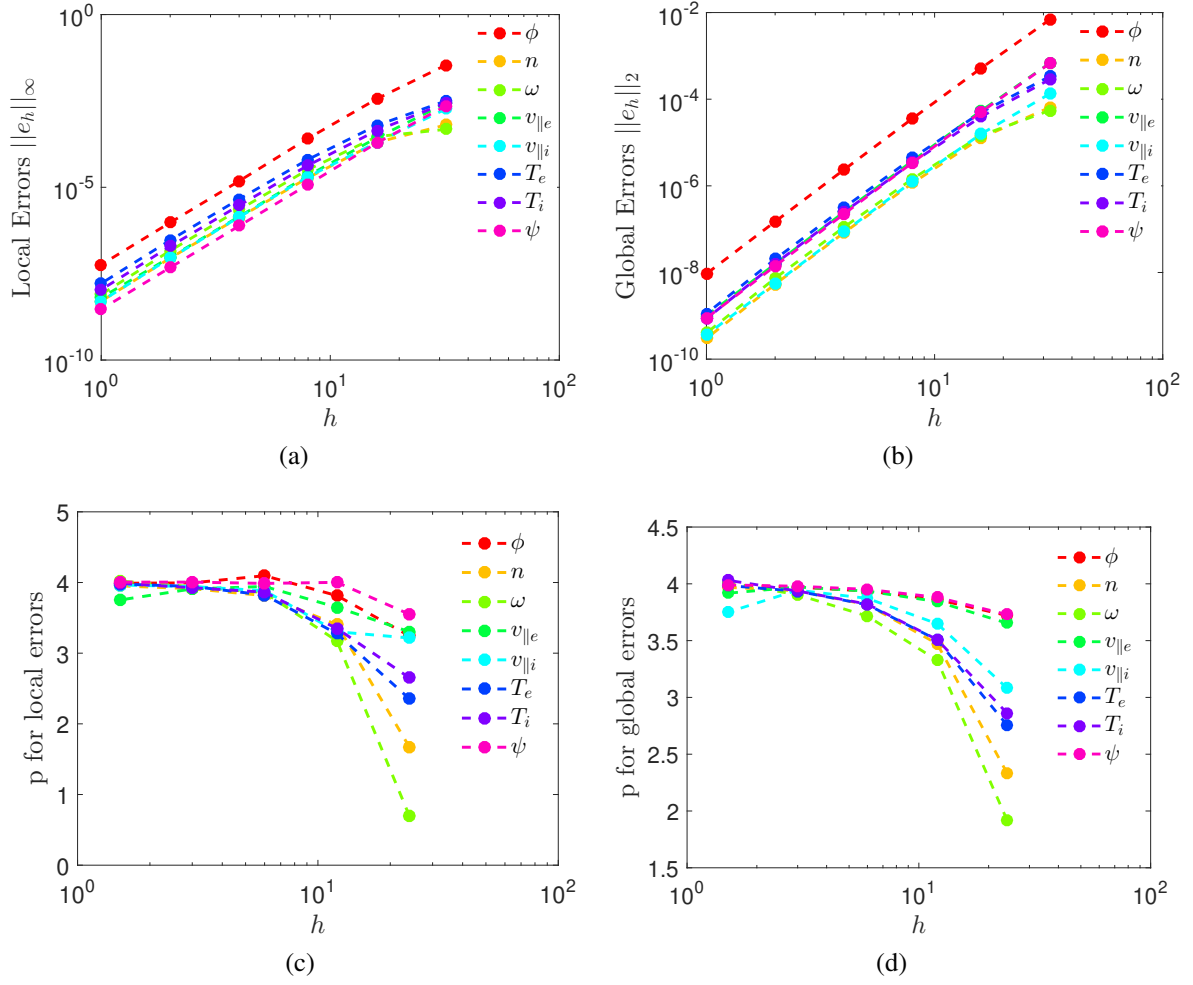 10^0
10^-5
10^-10
10^0
10^1
10^2
h
Local Errors ||e_h||_∞
ϕ
n
ω
v_∥e
v_∥i
T_e
T_i
ψ
(a)
10^-2
10^-4
10^-6
10^-8
10^-10
10^0
10^1
10^2
h
Global Errors ||e_h||_2
ϕ
n
ω
v_∥e
v_∥i
T_e
T_i
ψ
(b)
5
4
3
2
1
0
10^0
10^1
10^2
h
p for local errors
ϕ
n
ω
v_∥e
v_∥i
T_e
T_i
ψ
(c)
4.5
4
3.5
3
2.5
2
1.5
10^0
10^1
10^2
h
p for global errors
ϕ
n
ω
v_∥e
v_∥i
T_e
T_i
ψ
(d)